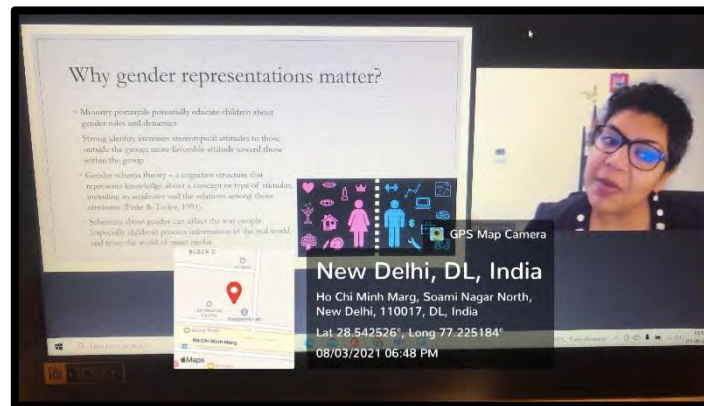 Why gender representations matter?
Minority portrayals potentially educate children about
gender roles and dynamics
Strong identity increases stereotypical attitudes to those
outside the group; more favorable attitude toward those
within the group
Gender schema theory – a cognitive structure that
represents knowledge about a concept or type of stimulus,
including its attributes and the relations among those
attributes (Fiske & Taylor, 1991)
Schemata about gender can affect the way people
(especially children) process information in the real world
and from the world of mass media
GPS Map Camera
New Delhi, DL, India
Ho Chi Minh Marg, Soami Nagar North,
New Delhi, 110017, DL, India
Lat 28.542526°, Long 77.225184°
08/03/2021 06:48 PM
BLOCK C
Ho Chi Minh Marg
Maps